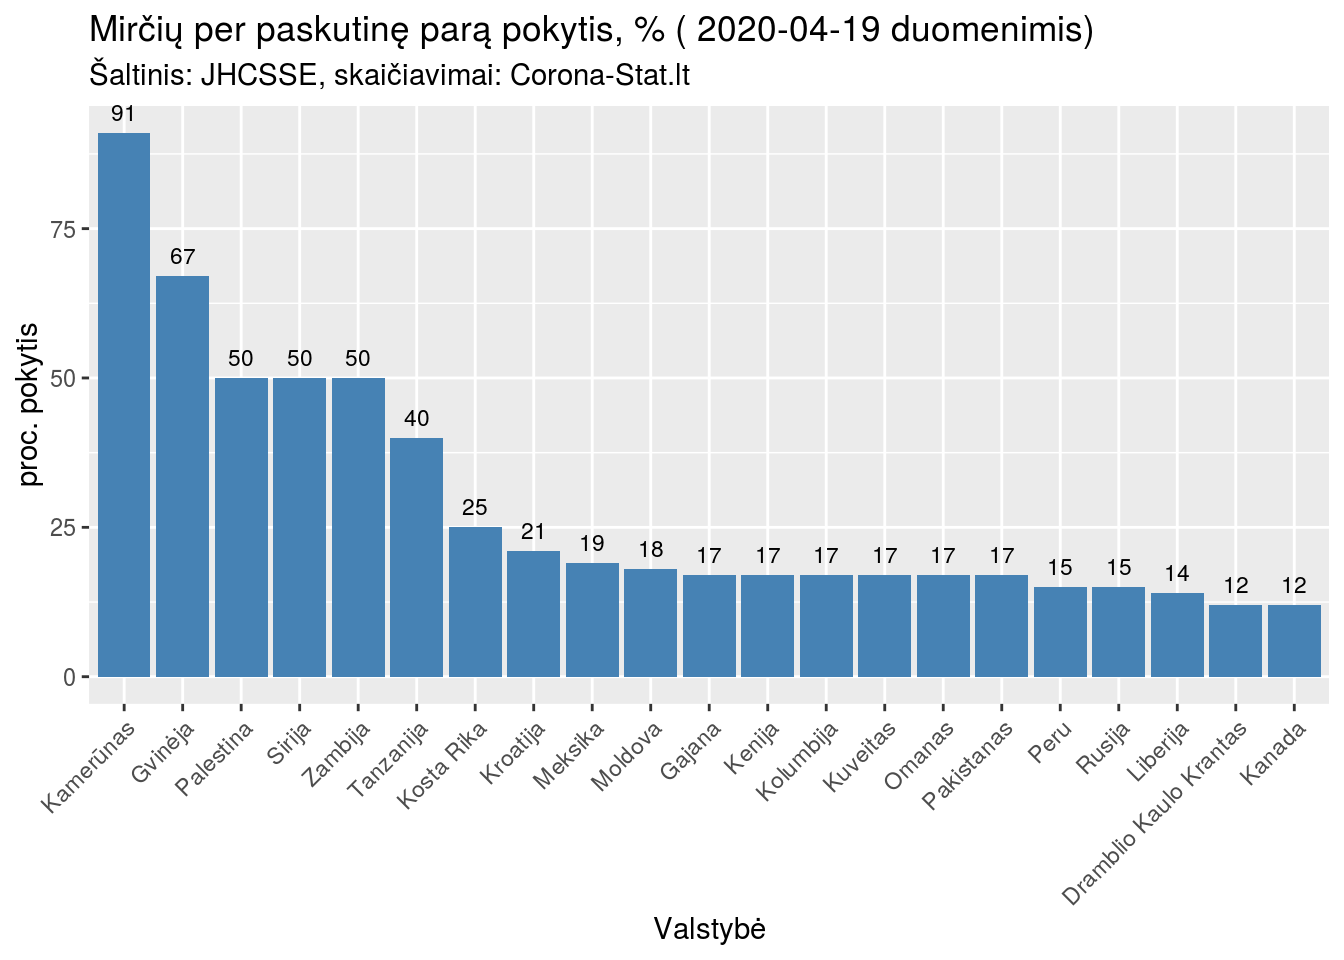 Mirčių per paskutinę parą pokytis, % ( 2020-04-19 duomenimis)
Šaltinis: JHCSSE, skaičiavimai: Corona-Stat.lt
proc. pokytis
75
50
25
0
91
67
50
50
50
40
25
21
19
18
17
17
17
17
17
17
15
15
14
12
12
Kamerūnas
Gvinėja
Palestina
Sirija
Zambija
Tanzanija
Kosta Rika
Kroatija
Meksika
Moldova
Gajana
Kenija
Kolumbija
Kuveitas
Omanas
Pakistanas
Peru
Rusija
Liberija
Dramblio Kaulo Krantas
Kanada
Valstybė